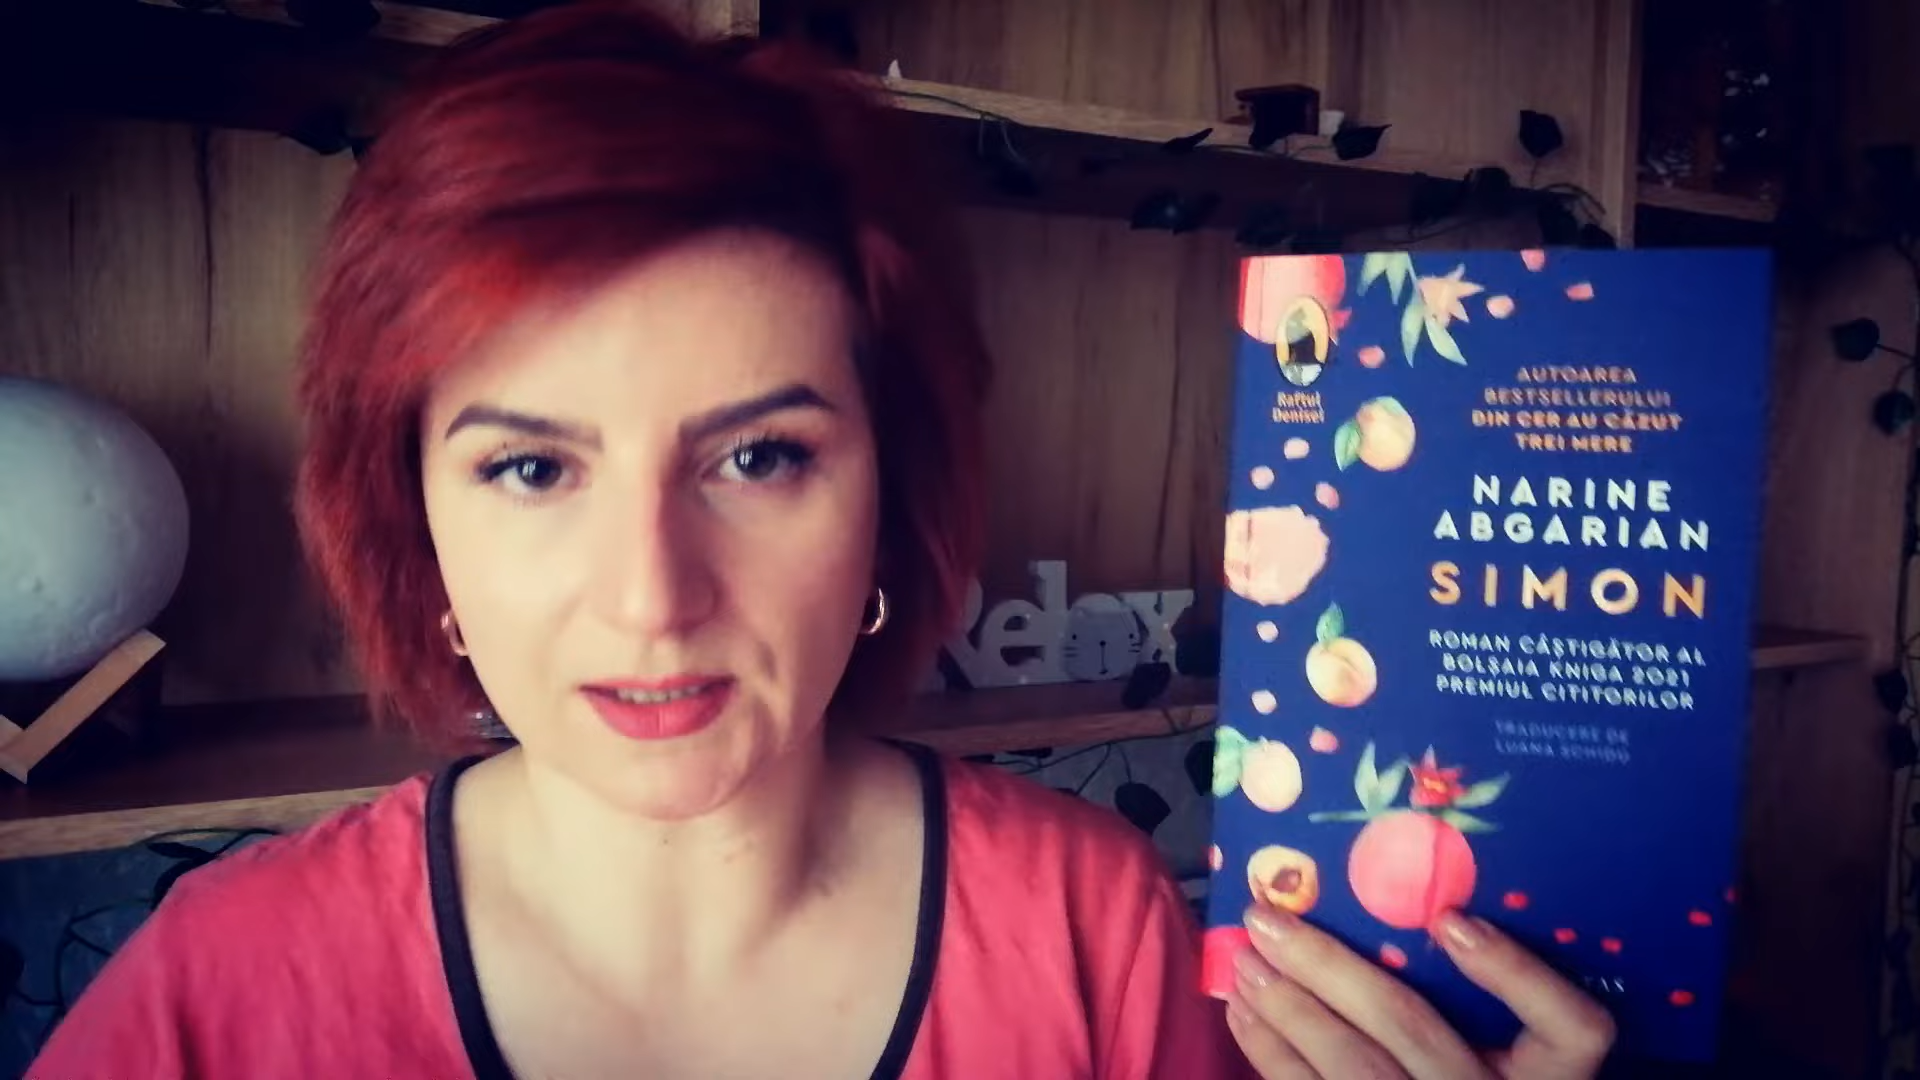 Relax
Raftul
Denisei
AUTOAREA
BESTSELLERULUI
DIN CER AU CĂZUT
TREI MERE
NARINE
ABGARIAN
SIMON
ROMAN CÂȘTIGĂTOR AL
BOLȘAIA KNIGA 2021
PREMIUL CITITORILOR
TRADUCERE DE
LUANA SCHIDU